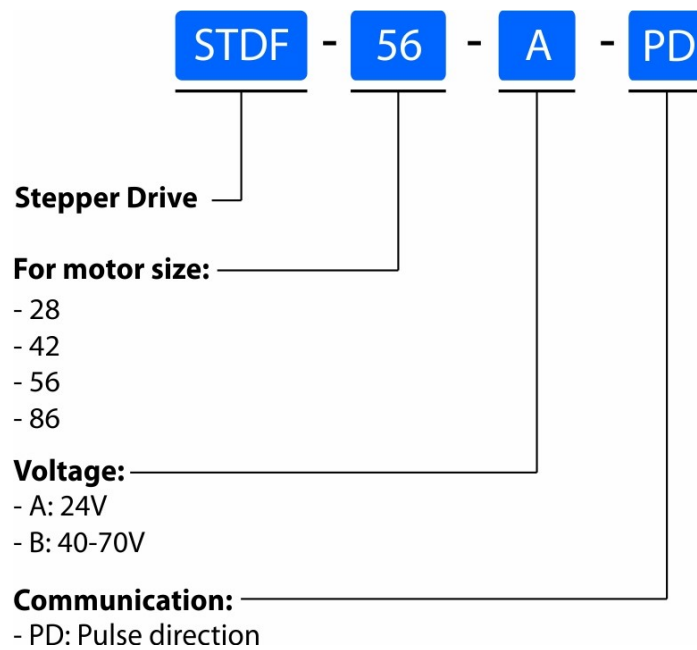 STDF - 56 - A - PD
Stepper Drive
For motor size:
- 28
- 42
- 56
- 86
Voltage:
- A: 24V
- B: 40-70V
Communication:
- PD: Pulse direction